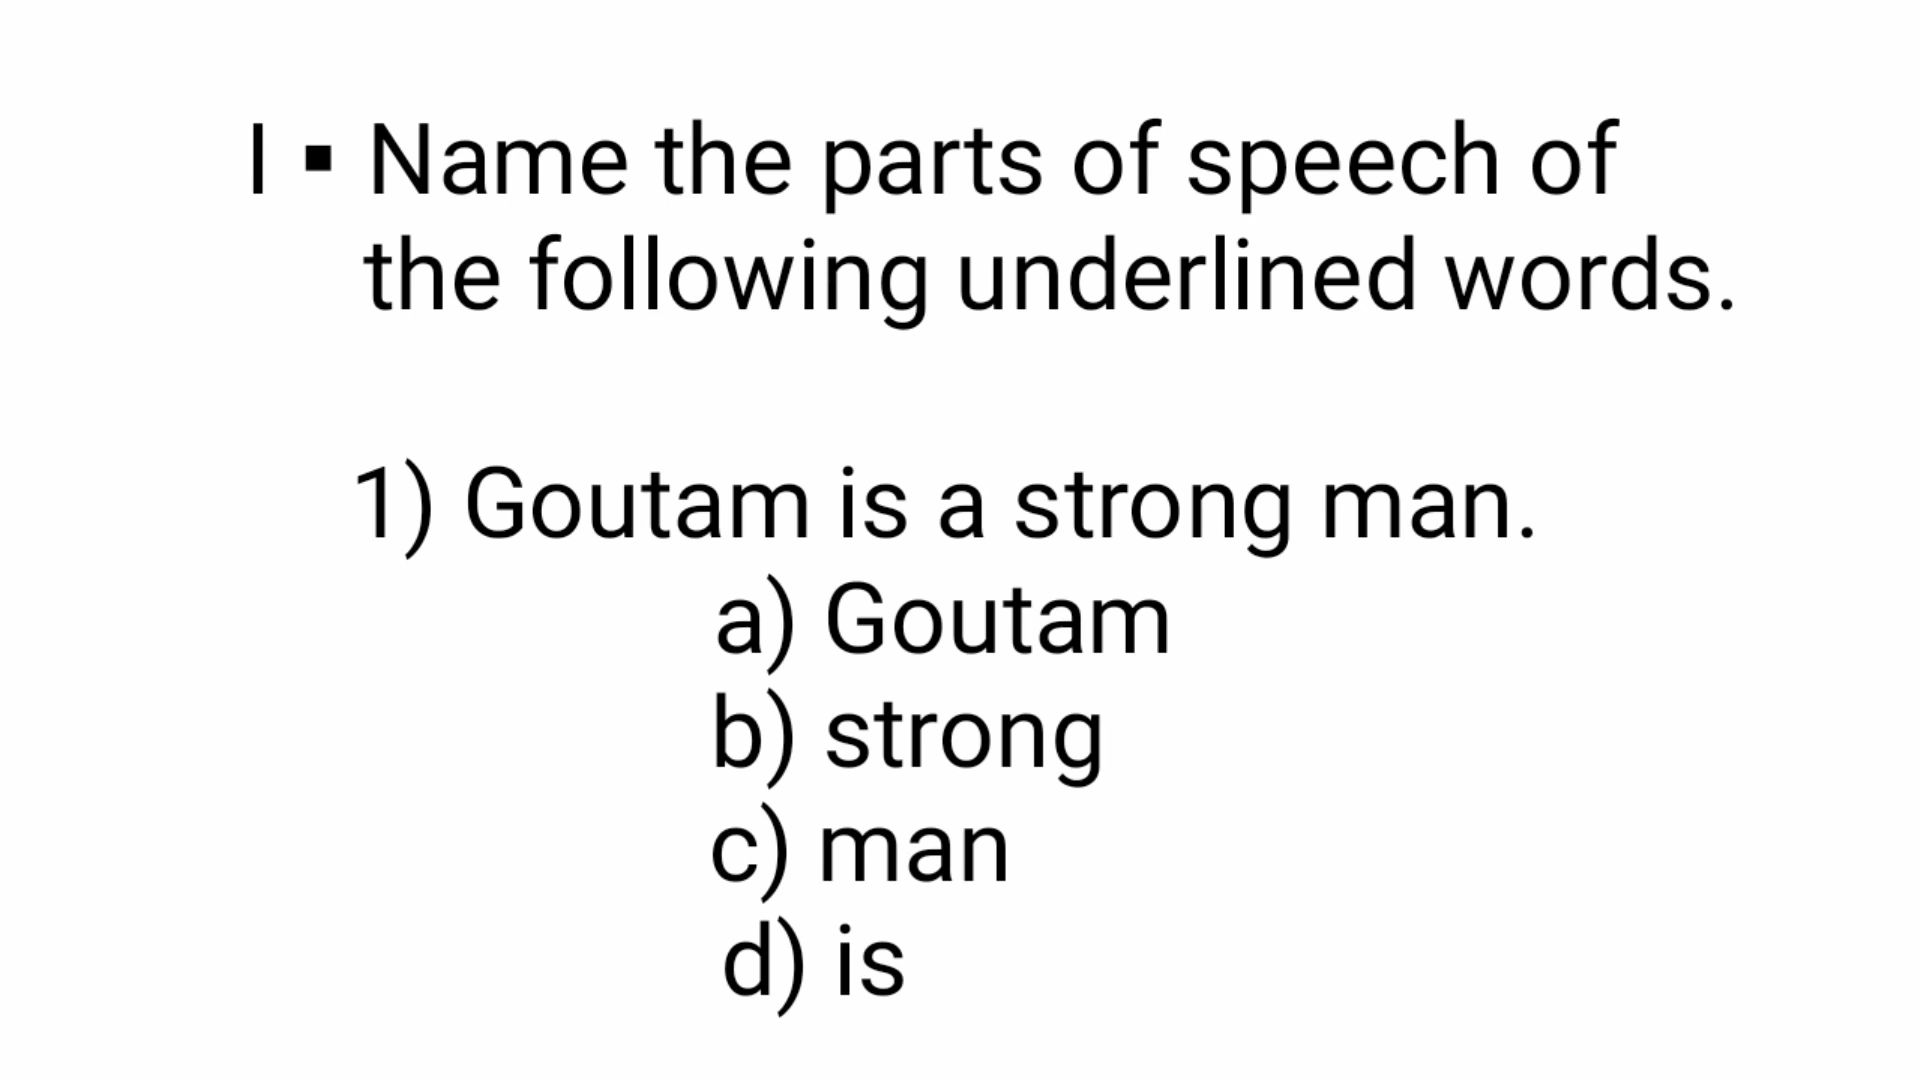 I ▪ Name the parts of speech of
the following underlined words.
1) Goutam is a strong man.
a) Goutam
b) strong
c) man
d) is